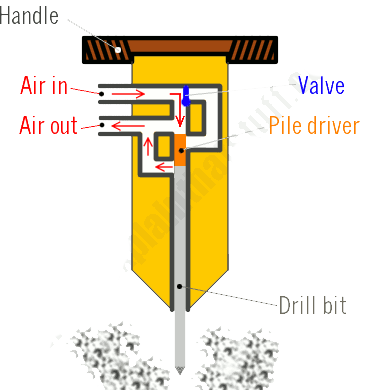 Handle
Air in
Valve
Air out
Pile driver
Drill bit